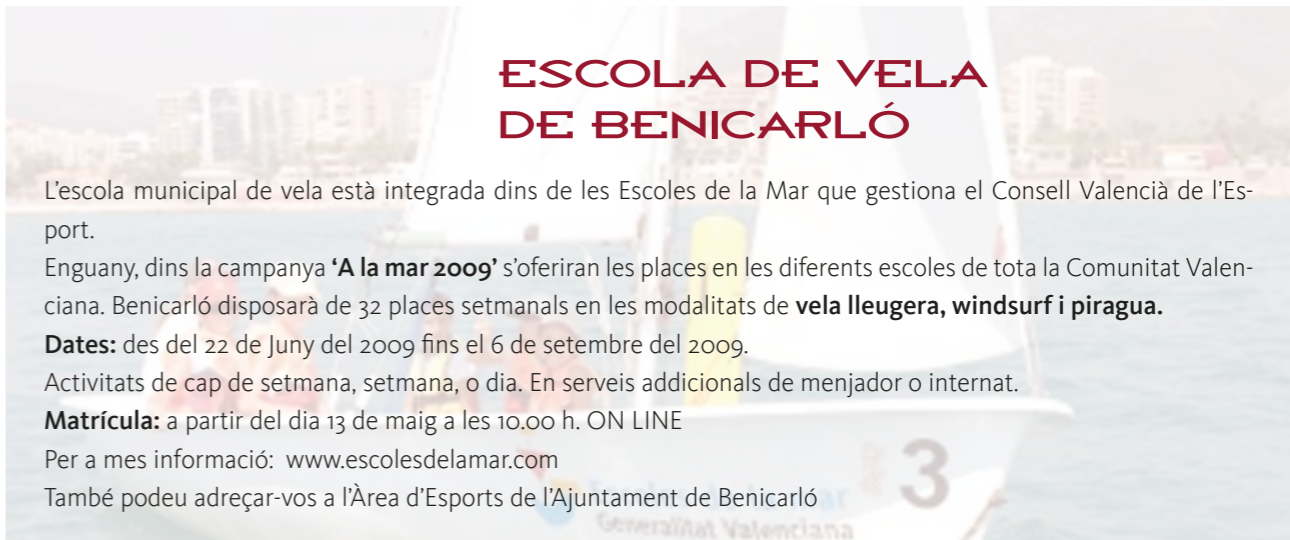 ESCOLA DE VELA
DE BENICARLÓ
L'escola municipal de vela està integrada dins de les Escoles de la Mar que gestiona el Consell Valencià de l'Es-
port.
Enguany, dins la campanya ‘A la mar 2009’ s'oferiran les places en les diferents escoles de tota la Comunitat Valen-
ciana. Benicarló disposarà de 32 places setmanals en les modalitats de vela lleugera, windsurf i piragua.
Dates: des del 22 de Juny del 2009 fins el 6 de setembre del 2009.
Activitats de cap de setmana, setmana, o dia. En serveis addicionals de menjador o internat.
Matrícula: a partir del dia 13 de maig a les 10.00 h. ON LINE
Per a mes informació: www.escolesdelamar.com
També podeu adreçar-vos a l'Àrea d'Esports de l'Ajuntament de Benicarló
3
Generalitat Valenciana